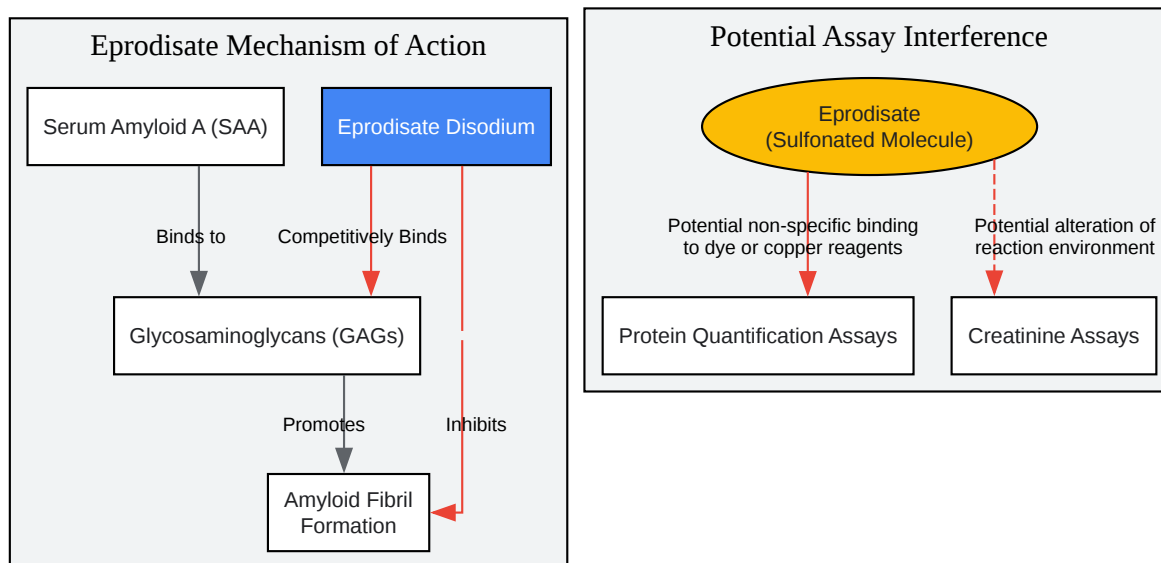 Eprodisate Mechanism of Action
Serum Amyloid A (SAA)
Eprodisate Disodium
Binds to
Competitively Binds
Glycosaminoglycans (GAGs)
Promotes
Inhibits
Amyloid Fibril
Formation
Potential Assay Interference
Eprodisate
(Sulfonated Molecule)
Potential non-specific binding
to dye or copper reagents
Potential alteration of
reaction environment
Protein Quantification Assays
Creatinine Assays